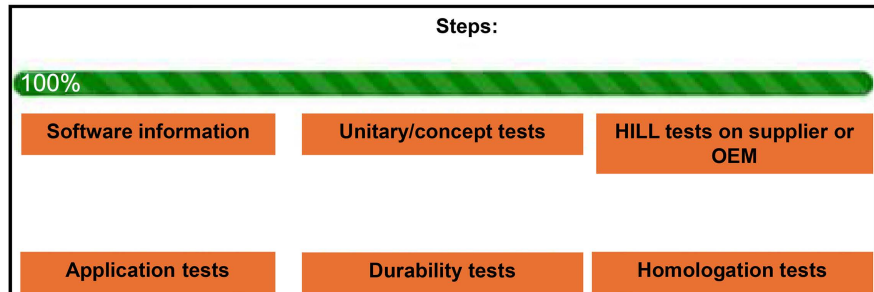 Steps:
100%
Software information
Unitary/concept tests
HILL tests on supplier or
OEM
Application tests
Durability tests
Homologation tests